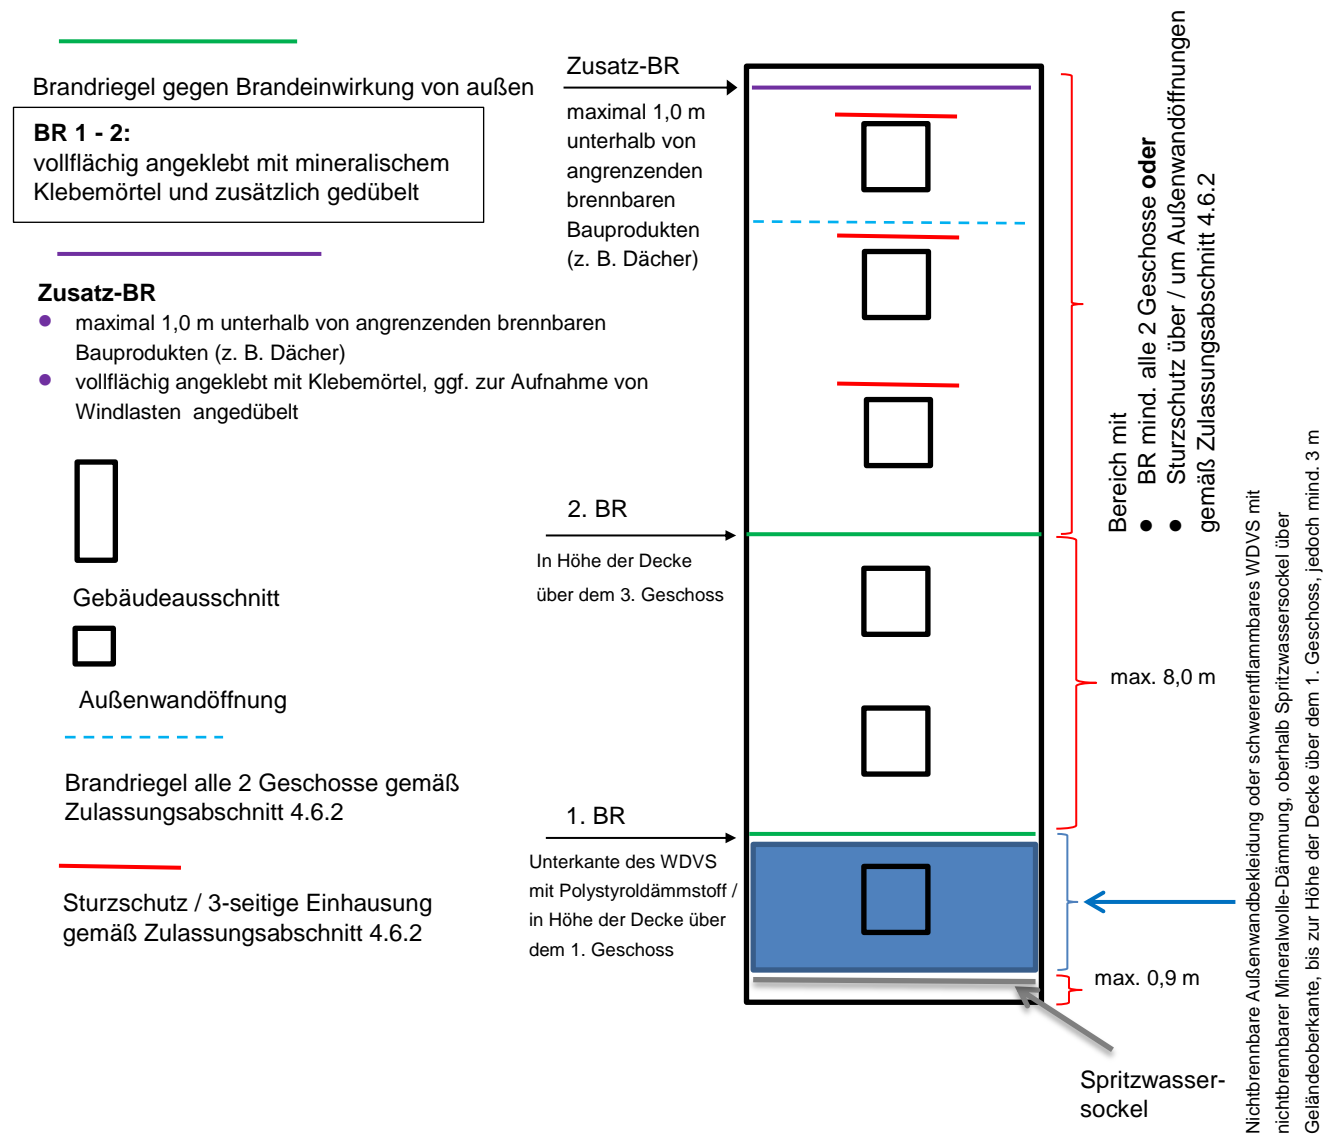 Brandriegel gegen Brandeinwirkung von außen
BR 1 - 2:
vollflächig angeklebt mit mineralischem
Klebemörtel und zusätzlich gedübelt
Zusatz-BR
● maximal 1,0 m unterhalb von angrenzenden brennbaren
Bauprodukten (z. B. Dächer)
● vollflächig angeklebt mit Klebemörtel, ggf. zur Aufnahme von
Windlasten angedübelt
Gebäudeausschnitt
Außenwandöffnung
Brandriegel alle 2 Geschosse gemäß
Zulassungsabschnitt 4.6.2
Sturzschutz / 3-seitige Einhausung
gemäß Zulassungsabschnitt 4.6.2
Zusatz-BR
maximal 1,0 m
unterhalb von
angrenzenden
brennbaren
Bauprodukten
(z. B. Dächer)
2. BR
In Höhe der Decke
über dem 3. Geschoss
1. BR
Unterkante des WDVS
mit Polystyroldämmstoff /
in Höhe der Decke über
dem 1. Geschoss
Bereich mit
● BR mind. alle 2 Geschosse oder
● Sturzschutz über / um Außenwandöffnungen
gemäß Zulassungsabschnitt 4.6.2
max. 8,0 m
max. 0,9 m
Spritzwasser-
sockel
Nichtbrennbare Außenwandbekleidung oder schwerentflammbares WDVS mit
nichtbrennbarer Mineralwolle-Dämmung, oberhalb Spritzwassersockel über
Geländeoberkante, bis zur Höhe der Decke über dem 1. Geschoss, jedoch mind. 3 m